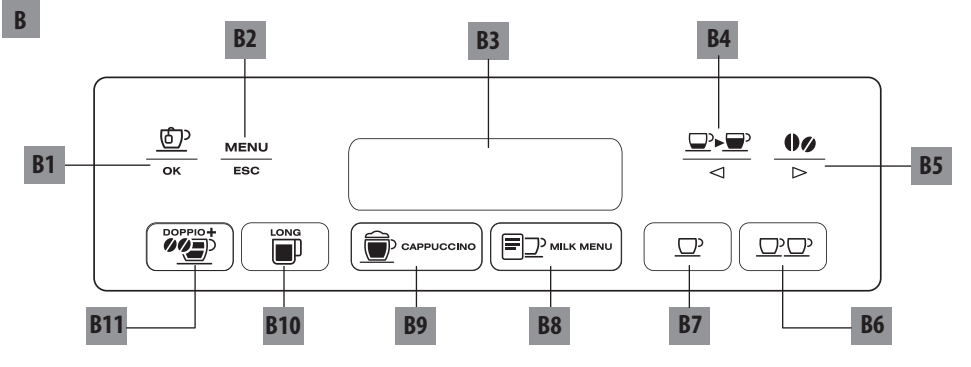 B
B2
B3
B4
B1
MENU
OK
ESC
B5
DOPPIO+
LONG
CAPPUCCINO
MILK MENU
B11
B10
B9
B8
B7
B6